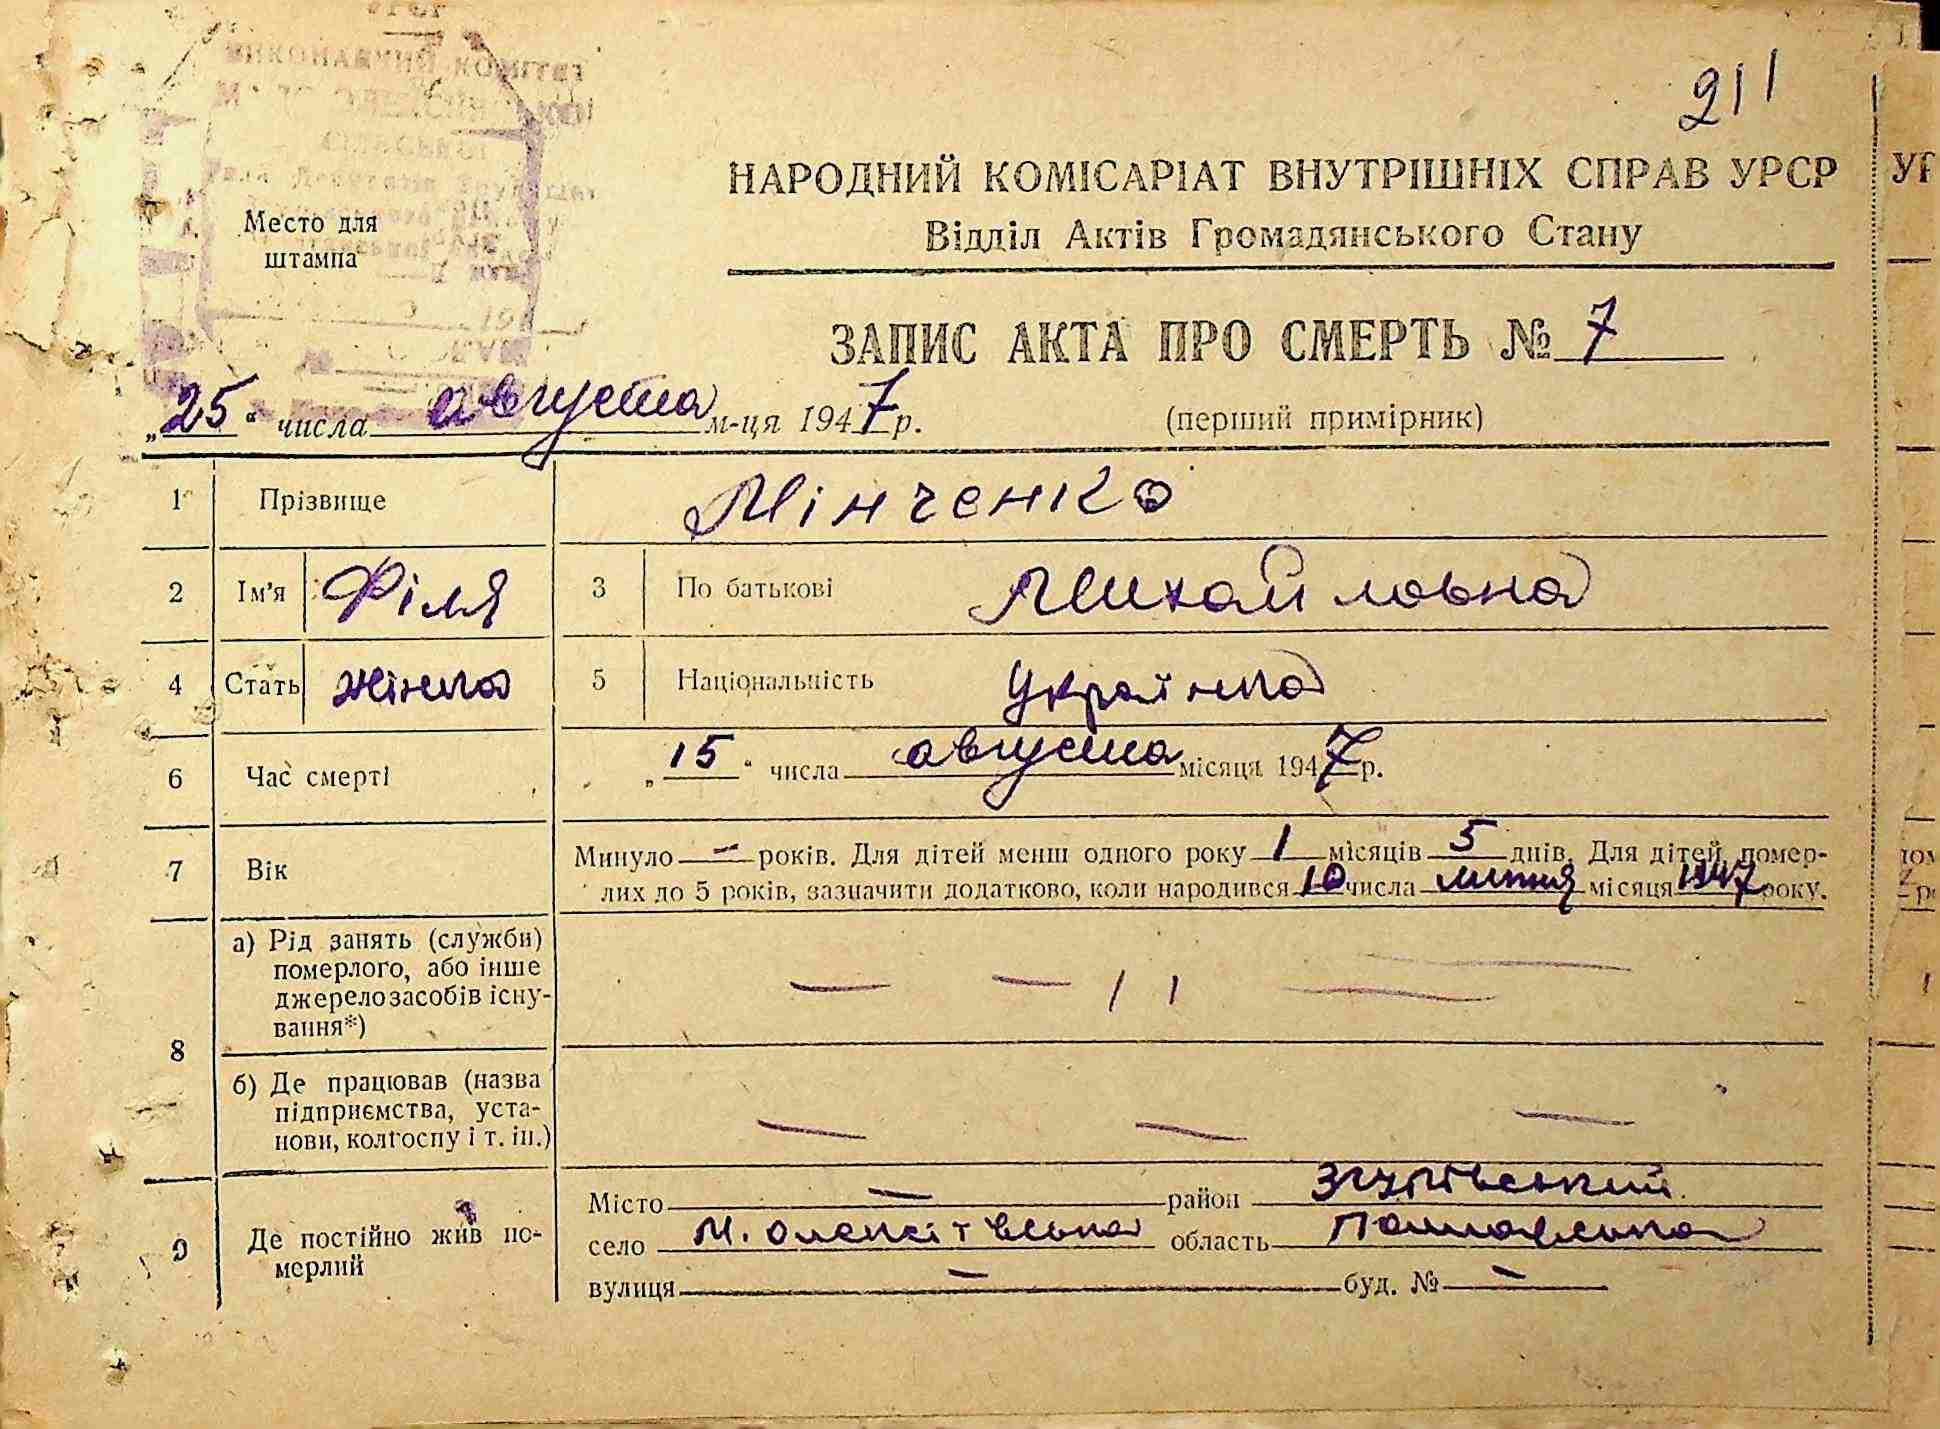 ВИКОНАВЧИЙ КОМІТЕТ
211
НАРОДНИЙ КОМІСАРІАТ ВНУТРІШНІХ СПРАВ УРСР
Відділ Актів Громадянського Стану
Место для
штампа
ЗАПИС АКТА ПРО СМЕРТЬ № 7
„25“ числа августа м-ця 1947 р.
(перший примірник)
1 Прізвище Мінченко
2 Ім'я Філя 3 По батькові Михайловна
4 Стать жінка 5 Національність Українка
6 Час смерті „15“ числа августа місяця 1947 р.
7 Вік Минуло — років. Для дітей менш одного року 1 місяців 5 днів. Для дітей, помер-
лих до 5 років, зазначити додатково, коли народився 10 числа липня місяця 1947 року.
8 а) Рід занять (служби)
померлого, або інше
джерело засобів існу-
вання*)
б) Де працював (назва
підприємства, уста-
нови, колгоспу і т. ін.)
9 Де постійно жив по-
мерлий
Місто — район Згурівський
село М. Олексіївська область Полтавська
вулиця — буд. № —